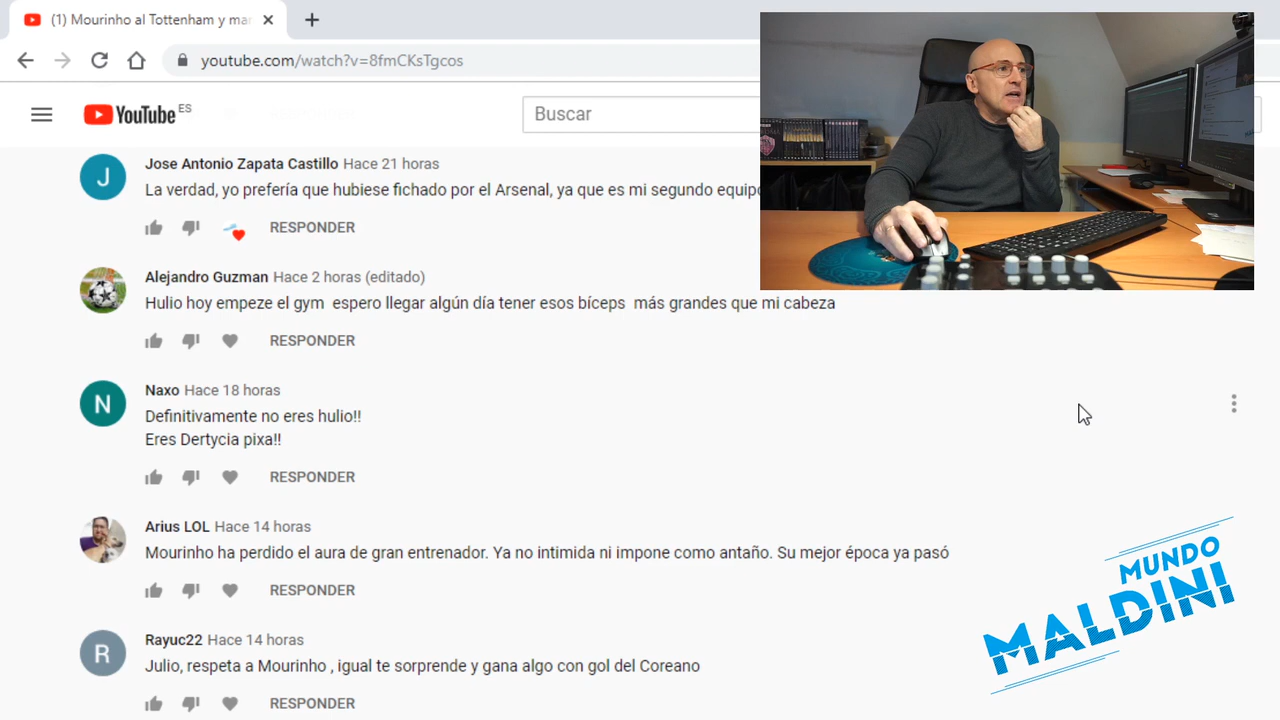 (1) Mourinho al Tottenham y ma
youtube.com/watch?v=8fmCKsTgcos
YouTube ES
Buscar
Jose Antonio Zapata Castillo Hace 21 horas
La verdad, yo prefería que hubiese fichado por el Arsenal, ya que es mi segundo equipo
RESPONDER
Alejandro Guzman Hace 2 horas (editado)
Hulio hoy empeze el gym espero llegar algún día tener esos bíceps más grandes que mi cabeza
RESPONDER
N
Naxo Hace 18 horas
Definitivamente no eres hulio!!
Eres Dertycia pixa!!
RESPONDER
Arius LOL Hace 14 horas
Mourinho ha perdido el aura de gran entrenador. Ya no intimida ni impone como antaño. Su mejor época ya pasó
RESPONDER
R
Rayuc22 Hace 14 horas
Julio, respeta a Mourinho , igual te sorprende y gana algo con gol del Coreano
RESPONDER
J
MUNDO
MALDINI